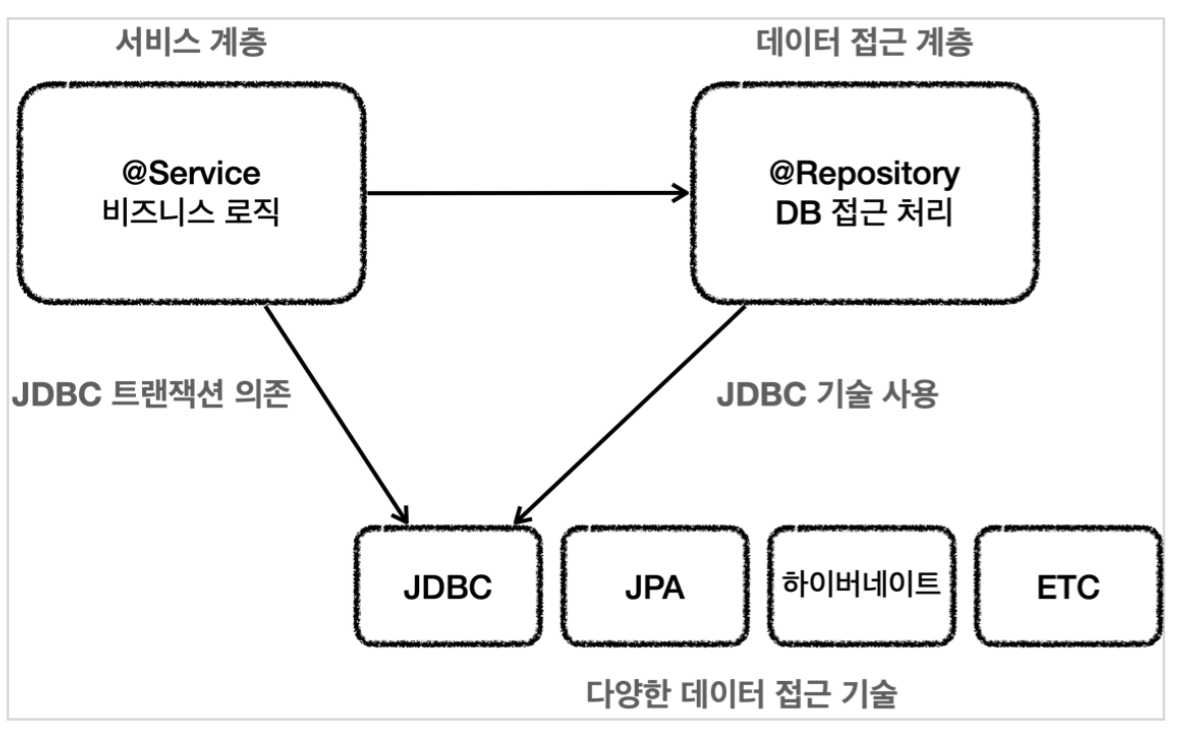 서비스 계층
데이터 접근 계층
@Service
비즈니스 로직
@Repository
DB 접근 처리
JDBC 트랜잭션 의존
JDBC 기술 사용
JDBC
JPA
하이버네이트
ETC
다양한 데이터 접근 기술